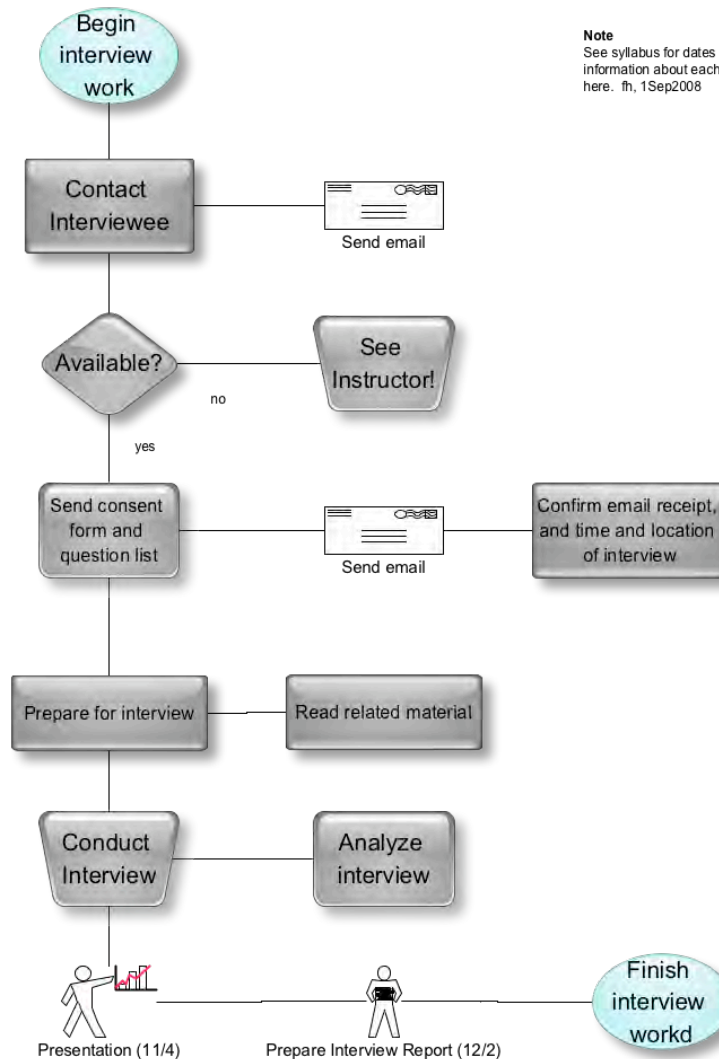 Begin
interview
work
Note
See syllabus for dates
information about each
here. fh, 1Sep2008
Contact
Interviewee
Send email
Available?
See
Instructor!
no
yes
Send consent
form and
question list
Send email
Confirm email receipt,
and time and location
of interview
Prepare for interview
Read related material
Conduct
Interview
Analyze
interview
Presentation (11/4)
Prepare Interview Report (12/2)
Finish
interview
workd